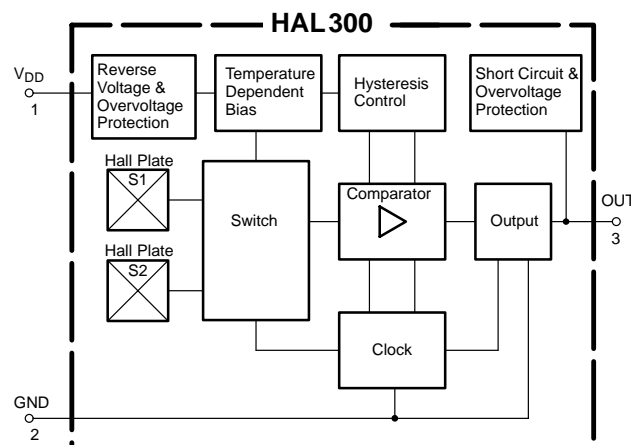 HAL 300
VDD
1
Reverse
Voltage &
Overvoltage
Protection
Temperature
Dependent
Bias
Hysteresis
Control
Short Circuit &
Overvoltage
Protection
Hall Plate
S1
Hall Plate
S2
Switch
Comparator
Output
OUT
3
Clock
GND
2